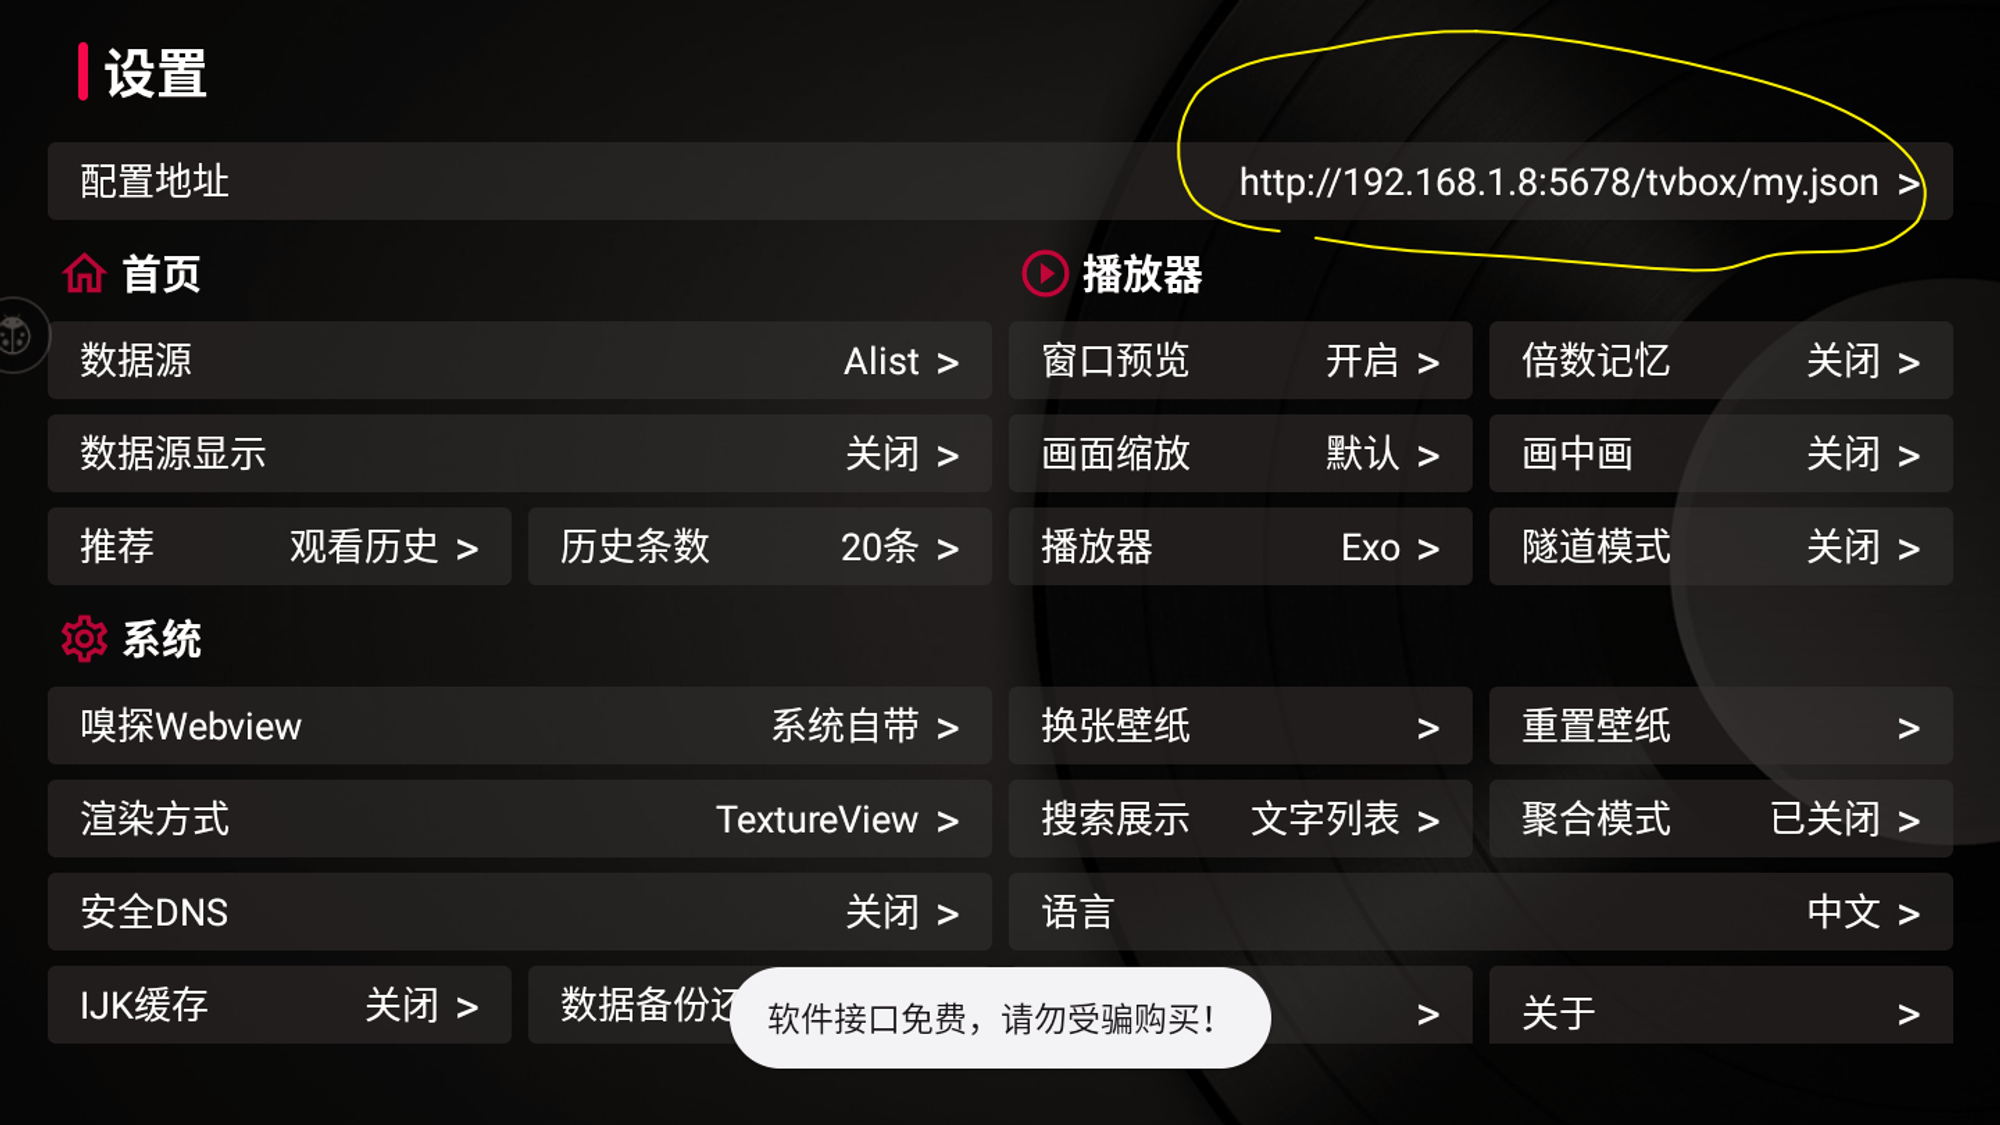 设置
配置地址 http://192.168.1.8:5678/tvbox/my.json >
首页
播放器
数据源 Alist >
窗口预览 开启 >
倍数记忆 关闭 >
数据源显示 关闭 >
画面缩放 默认 >
画中画 关闭 >
推荐 观看历史 >
历史条数 20条 >
播放器 Exo >
隧道模式 关闭 >
系统
嗅探Webview 系统自带 >
换张壁纸 >
重置壁纸 >
渲染方式 TextureView >
搜索展示 文字列表 >
聚合模式 已关闭 >
安全DNS 关闭 >
语言 中文 >
IJK缓存 关闭 >
数据备份还
>
关于 >
软件接口免费，请勿受骗购买！